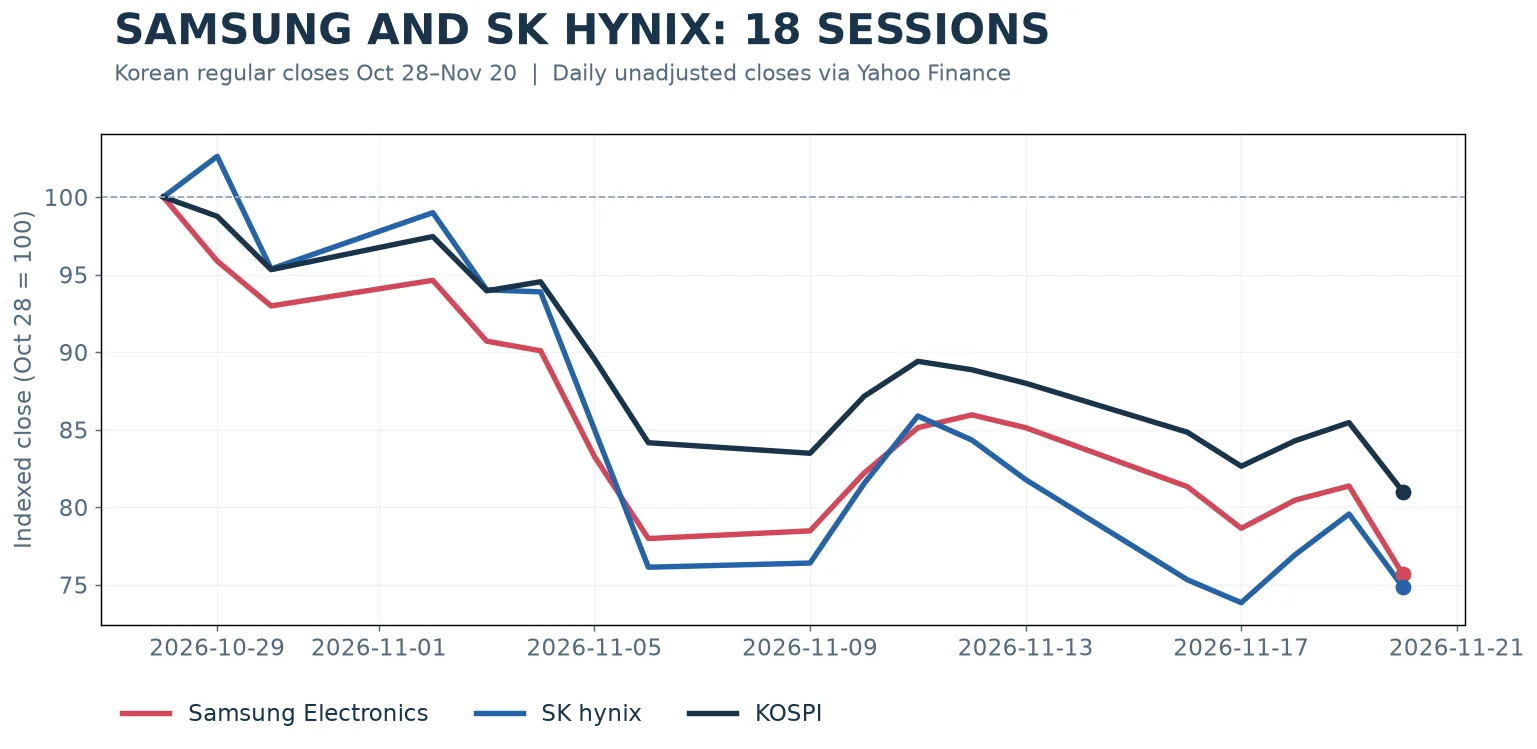 SAMSUNG AND SK HYNIX: 18 SESSIONS
Korean regular closes Oct 28–Nov 20 | Daily unadjusted closes via Yahoo Finance
Indexed close (Oct 28 = 100)
100
95
90
85
80
75
2026-10-29 2026-11-01 2026-11-05 2026-11-09 2026-11-13 2026-11-17 2026-11-21
Samsung Electronics SK hynix KOSPI